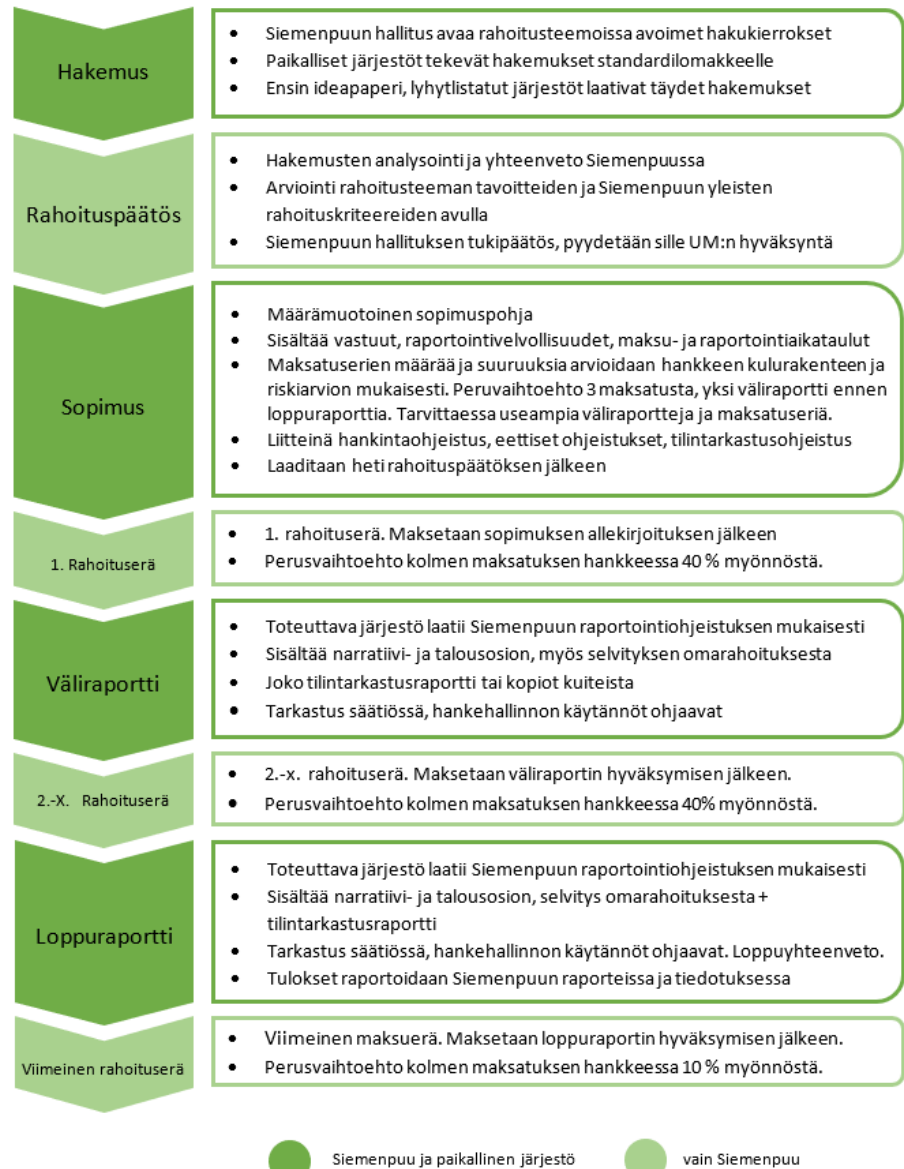 Hakemus
• Siemenpuun hallitus avaa rahoitusteemoissa avoimet hakukierrokset
• Paikalliset järjestöt tekevät hakemukset standardilomakkeelle
• Ensin ideapaperi, lyhytlistatut järjestöt laativat täydet hakemukset
Rahoituspäätös
• Hakemusten analysointi ja yhteenveto Siemenpuussa
• Arviointi rahoitusteeman tavoitteiden ja Siemenpuun yleisten
rahoituskriteereiden avulla
• Siemenpuun hallituksen tukipäätös, pyydetään sille UM:n hyväksyntä
Sopimus
• Määrämuotoinen sopimuspohja
• Sisältää vastuut, raportointivelvollisuudet, maksu- ja raportointiaikataulut
• Maksatuserien määrää ja suuruuksia arvioidaan hankkeen kulurakenteen ja
riskiarvion mukaisesti. Peruvaihtoehto 3 maksatusta, yksi väliraportti ennen
loppuraporttia. Tarvittaessa useampia väliraportteja ja maksatuseriä.
• Liitteinä hankintaohjeistus, eettiset ohjeistukset, tilintarkastusohjeistus
• Laaditaan heti rahoituspäätöksen jälkeen
1. Rahoituserä
• 1. rahoituserä. Maksetaan sopimuksen allekirjoituksen jälkeen
• Perusvaihtoehto kolmen maksatuksen hankkeessa 40 % myönnöstä.
Väliraportti
• Toteuttava järjestö laatii Siemenpuun raportointiohjeistuksen mukaisesti
• Sisältää narratiivi- ja talousosion, myös selvityksen omarahoituksesta
• Joko tilintarkastusraportti tai kopiot kuiteista
• Tarkastus säätiössä, hankehallinnon käytännöt ohjaavat
2.-X. Rahoituserä
• 2.-x. rahoituserä. Maksetaan väliraportin hyväksymisen jälkeen.
• Perusvaihtoehto kolmen maksatuksen hankkeessa 40% myönnöstä.
Loppuraportti
• Toteuttava järjestö laatii Siemenpuun raportointiohjeistuksen mukaisesti
• Sisältää narratiivi- ja talousosion, selvitys omarahoituksesta +
tilintarkastusraportti
• Tarkastus säätiössä, hankehallinnon käytännöt ohjaavat. Loppuyhteenveto.
• Tulokset raportoidaan Siemenpuun raporteissa ja tiedotuksessa
Viimeinen rahoituserä
• Viimeinen maksuerä. Maksetaan loppuraportin hyväksymisen jälkeen.
• Perusvaihtoehto kolmen maksatuksen hankkeessa 10 % myönnöstä.
Siemenpuu ja paikallinen järjestö
vain Siemenpuu